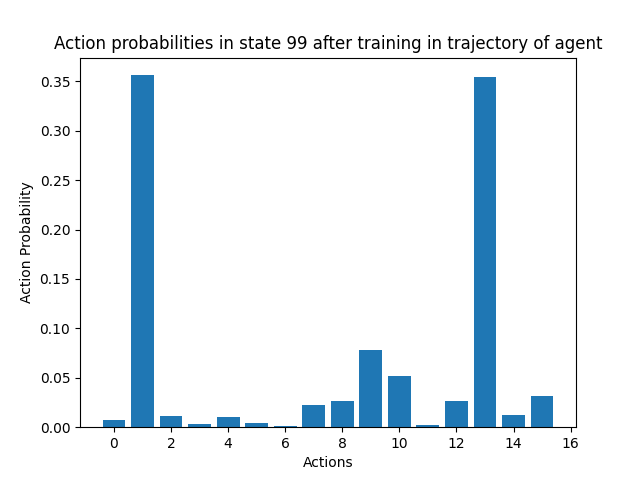 Action probabilities in state 99 after training in trajectory of agent
0.35
0.30
0.25
0.20
0.15
0.10
0.05
0.00
Action Probability
0 2 4 6 8 10 12 14 16
Actions